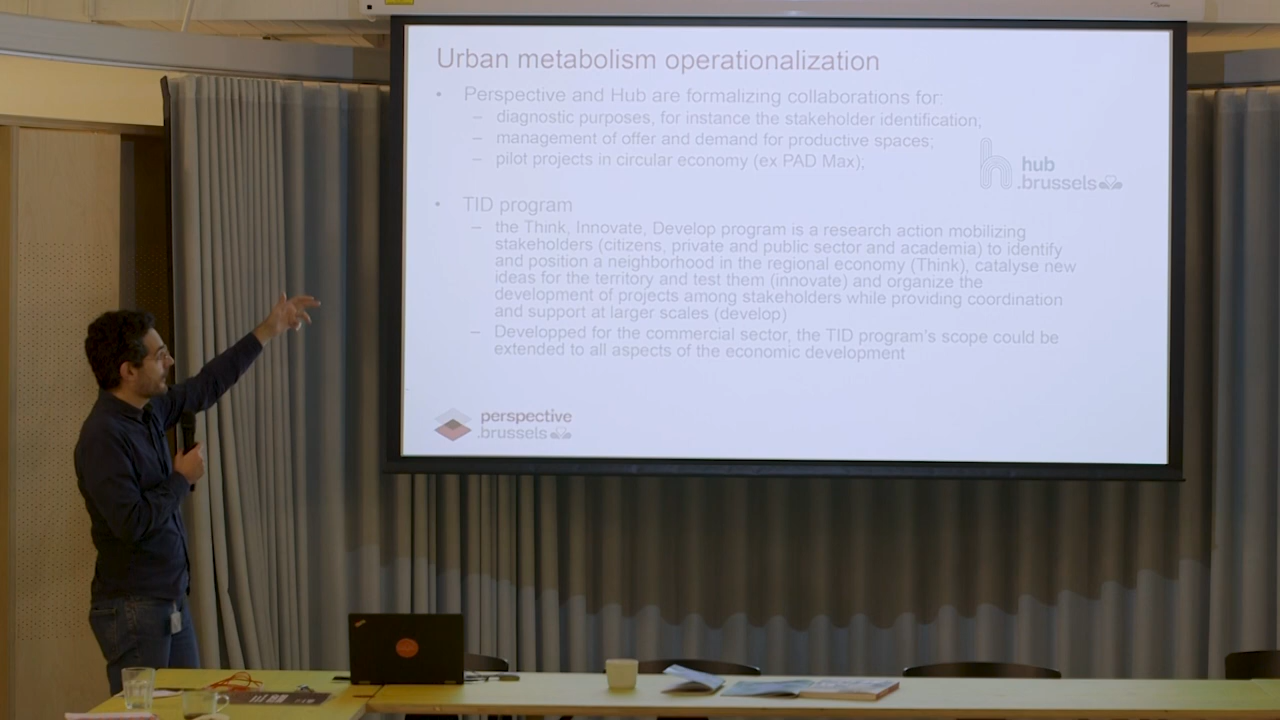 Urban metabolism operationalization
• Perspective and Hub are formalizing collaborations for:
– diagnostic purposes, for instance the stakeholder identification;
– management of offer and demand for productive spaces;
– pilot projects in circular economy (ex PAD Max);
hub
.brussels
• TID program
– the Think, Innovate, Develop program is a research action mobilizing
stakeholders (citizens, private and public sector and academia) to identify
and position a neighborhood in the regional economy (Think), catalyse new
ideas for the territory and test them (innovate) and organize the
development of projects among stakeholders while providing coordination
and support at larger scales (develop)
– Developped for the commercial sector, the TID program's scope could be
extended to all aspects of the economic development
perspective
.brussels